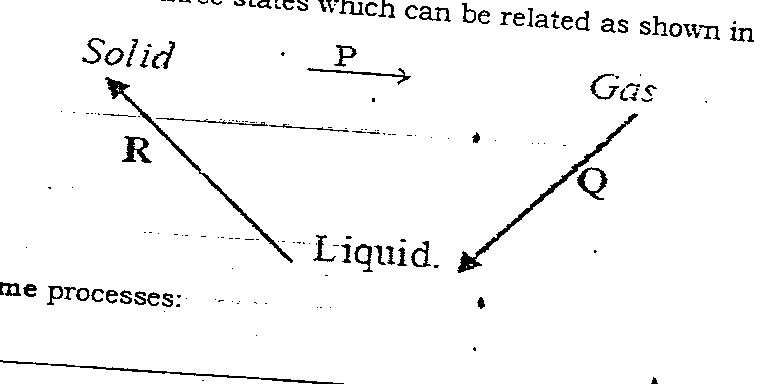 states which can be related as shown in
Solid
P
Gas
R
Q
Liquid.
me processes: